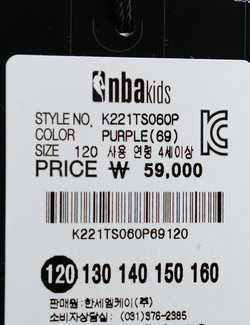 nbakids
STYLE NO. K221TS060P
COLOR PURPLE(69)
SIZE 120 사용 연령 4세이상
PRICE ₩ 59,000
K221TS060P69120
120 130 140 150 160
판매원:한세엠케이(주)
소비자상담실: (031)376-2385